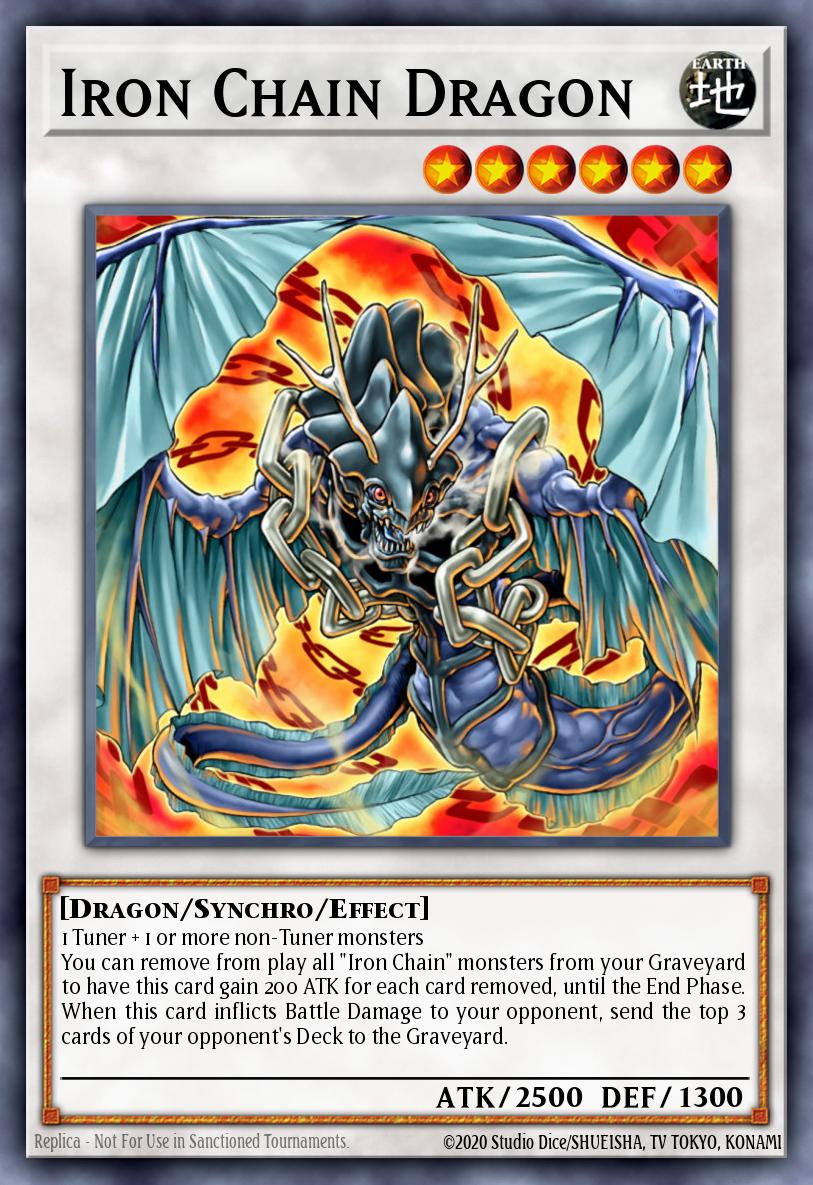 Iron Chain Dragon
EARTH
地
[Dragon/Synchro/Effect]
1 Tuner + 1 or more non-Tuner monsters
You can remove from play all "Iron Chain" monsters from your Graveyard
to have this card gain 200 ATK for each card removed, until the End Phase.
When this card inflicts Battle Damage to your opponent, send the top 3
cards of your opponent's Deck to the Graveyard.
ATK/2500 DEF/1300
Replica - Not For Use in Sanctioned Tournaments.
©2020 Studio Dice/SHUEISHA, TV TOKYO, KONAMI